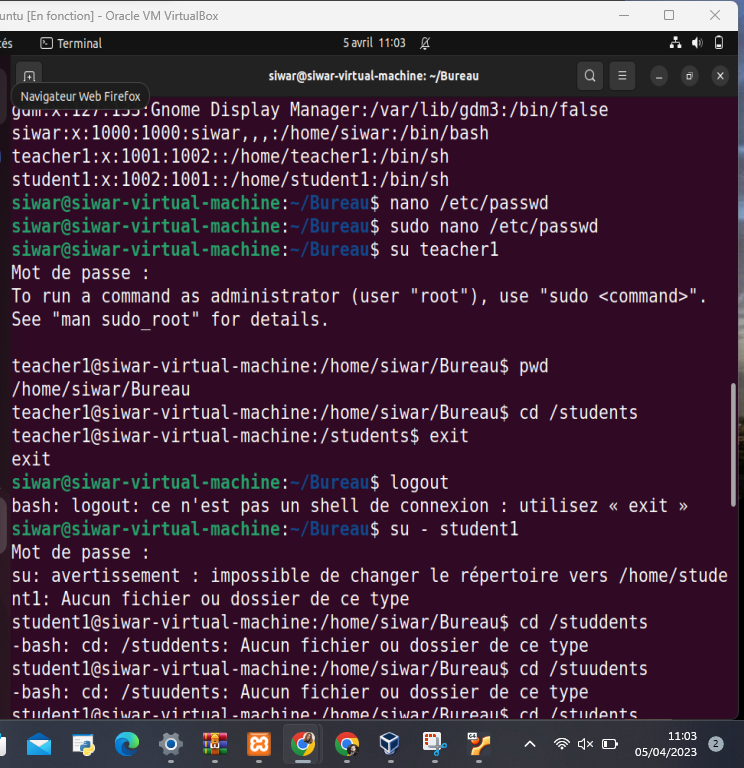 untu [En fonction] - Oracle VM VirtualBox
és Terminal 5 avril 11:03
siwar@siwar-virtual-machine: ~/Bureau
Navigateur Web Firefox
gdm:x:127:133:Gnome Display Manager:/var/lib/gdm3:/bin/false
siwar:x:1000:1000:siwar,,,:/home/siwar:/bin/bash
teacher1:x:1001:1002::/home/teacher1:/bin/sh
student1:x:1002:1001::/home/student1:/bin/sh
siwar@siwar-virtual-machine:~/Bureau$ nano /etc/passwd
siwar@siwar-virtual-machine:~/Bureau$ sudo nano /etc/passwd
siwar@siwar-virtual-machine:~/Bureau$ su teacher1
Mot de passe :
To run a command as administrator (user "root"), use "sudo <command>".
See "man sudo_root" for details.
teacher1@siwar-virtual-machine:/home/siwar/Bureau$ pwd
/home/siwar/Bureau
teacher1@siwar-virtual-machine:/home/siwar/Bureau$ cd /students
teacher1@siwar-virtual-machine:/students$ exit
exit
siwar@siwar-virtual-machine:~/Bureau$ logout
bash: logout: ce n'est pas un shell de connexion : utilisez « exit »
siwar@siwar-virtual-machine:~/Bureau$ su - student1
Mot de passe :
su: avertissement : impossible de changer le répertoire vers /home/stude
nt1: Aucun fichier ou dossier de ce type
student1@siwar-virtual-machine:/home/siwar/Bureau$ cd /studdents
-bash: cd: /studdents: Aucun fichier ou dossier de ce type
student1@siwar-virtual-machine:/home/siwar/Bureau$ cd /stuudents
-bash: cd: /stuudents: Aucun fichier ou dossier de ce type
student1@siwar-virtual-machine:/home/siwar/Bureau$ cd /students
11:03
05/04/2023
2